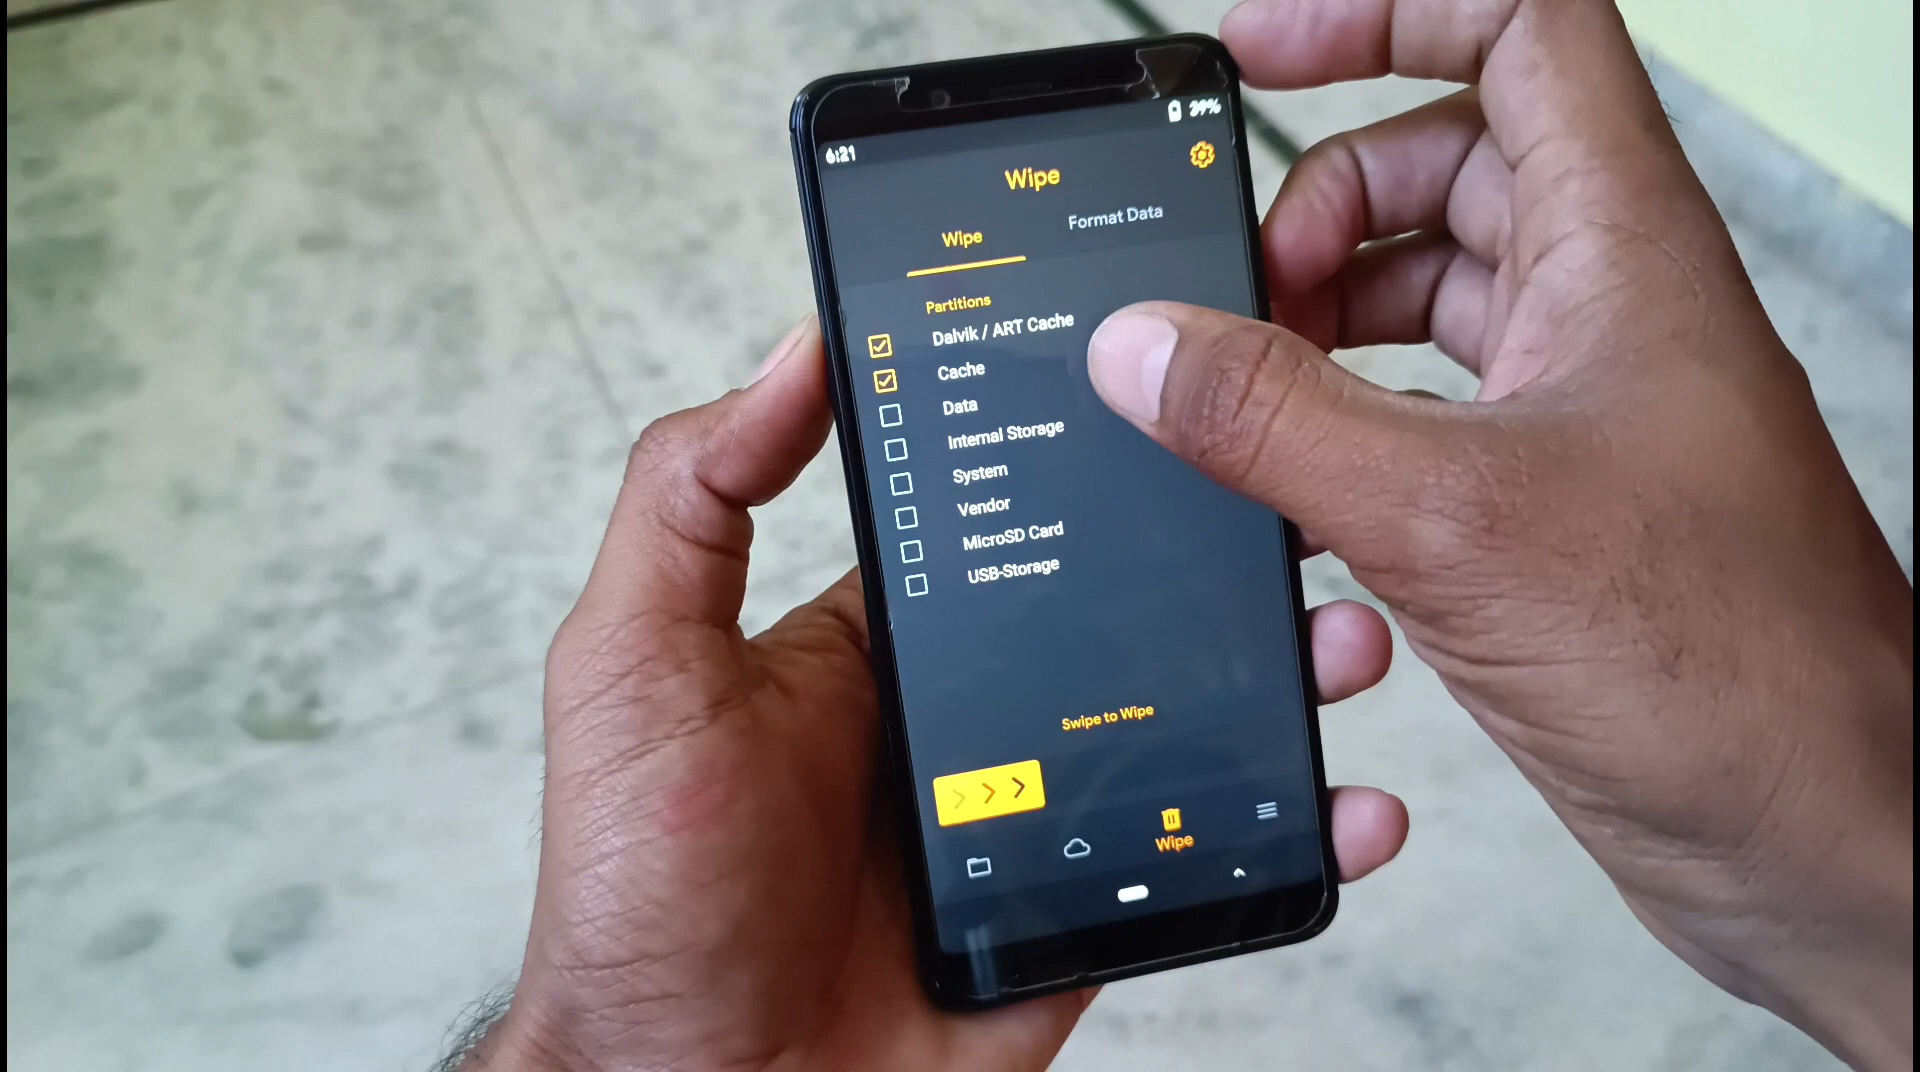 6:21
39%
Wipe
Wipe
Format Data
Partitions
Dalvik / ART Cache
Cache
Data
Internal Storage
System
Vendor
MicroSD Card
USB-Storage
Swipe to Wipe
Wipe